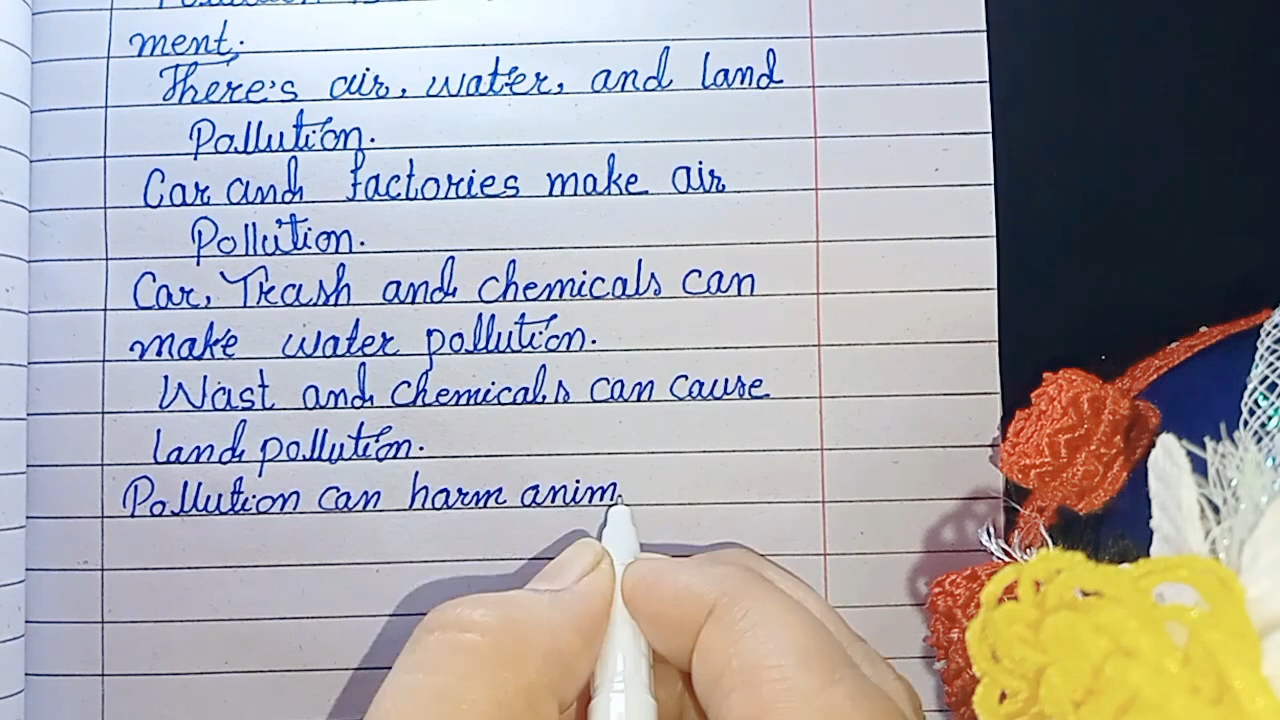 ment.
There's air, water, and land
Pollution.
Car and factories make air
Pollution.
Car, Trash and chemicals can
make water pollution.
Wast and chemicals can cause
land pollution.
Pollution can harm anim